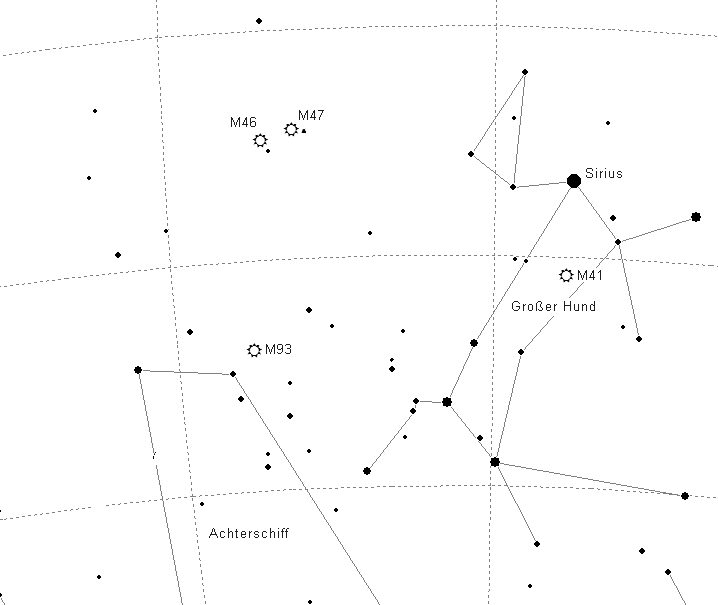 M47
M46
Sirius
M41
Großer Hund
M93
Achterschiff